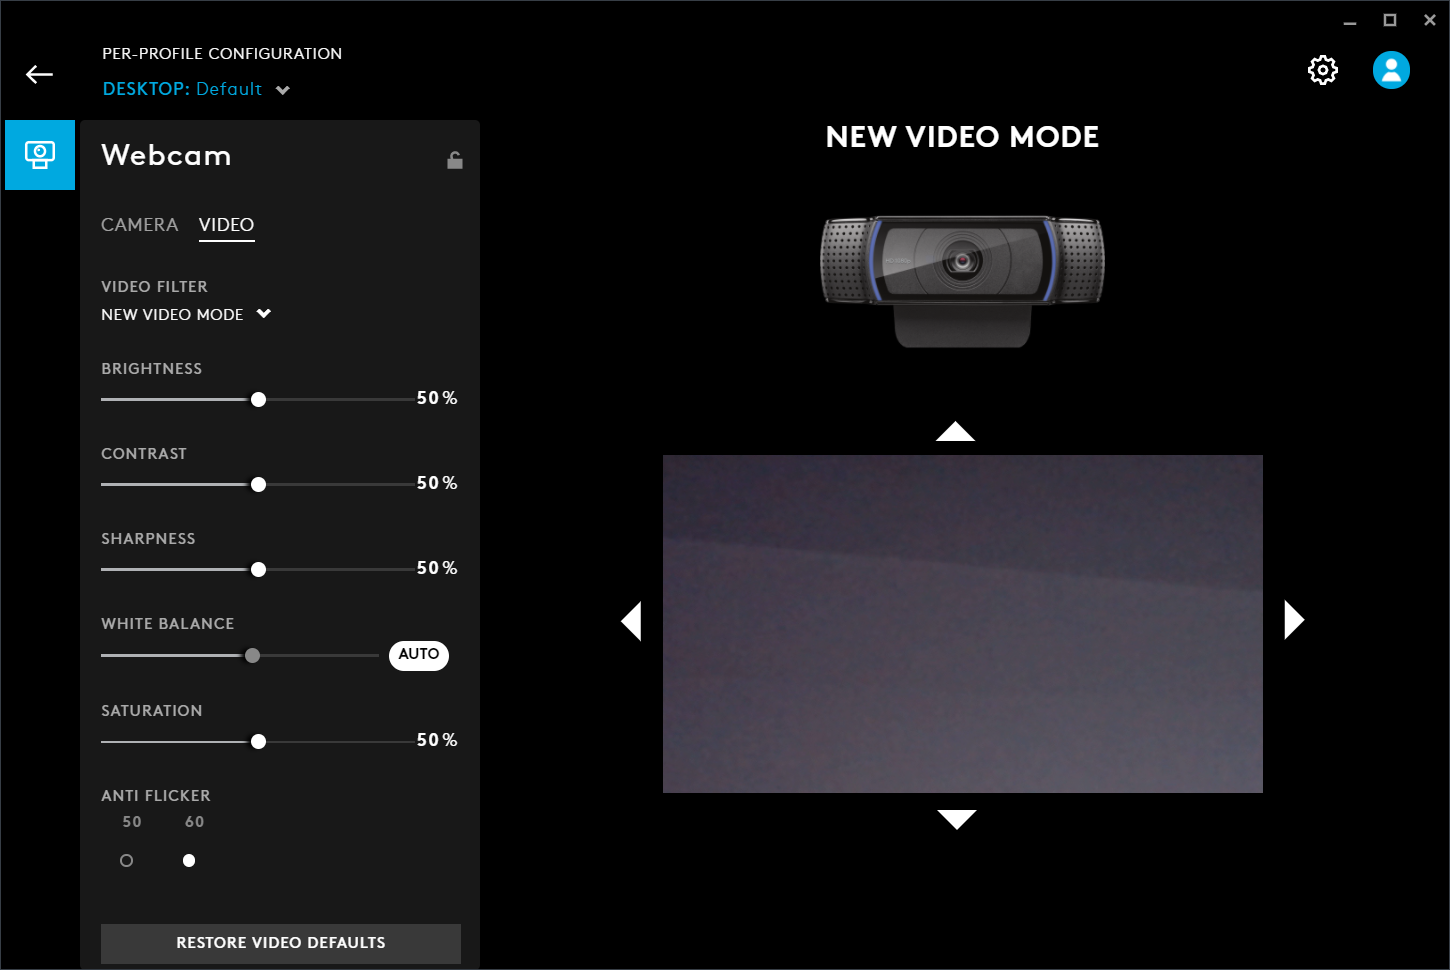 PER-PROFILE CONFIGURATION
DESKTOP: Default
Webcam
CAMERA VIDEO
VIDEO FILTER
NEW VIDEO MODE
BRIGHTNESS
50%
CONTRAST
50%
SHARPNESS
50%
WHITE BALANCE
AUTO
SATURATION
50%
ANTI FLICKER
50 60
RESTORE VIDEO DEFAULTS
NEW VIDEO MODE